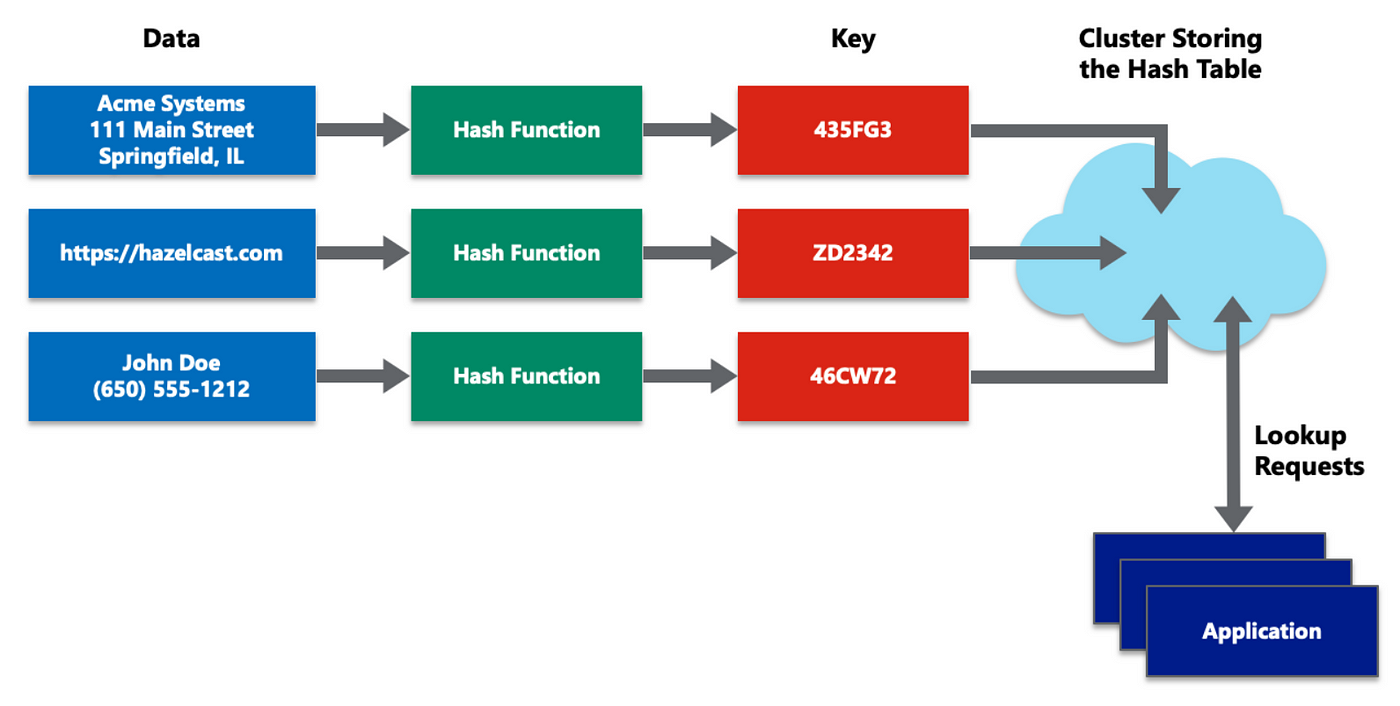 Data
Key
Cluster Storing
the Hash Table
Acme Systems
111 Main Street
Springfield, IL
Hash Function
435FG3
https://hazelcast.com
Hash Function
ZD2342
John Doe
(650) 555-1212
Hash Function
46CW72
Lookup
Requests
Application